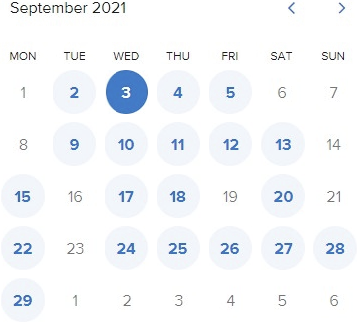 September 2021
MON TUE WED THU FRI SAT SUN
1 2 3 4 5 6 7
8 9 10 11 12 13 14
15 16 17 18 19 20 21
22 23 24 25 26 27 28
29 1 2 3 4 5 6